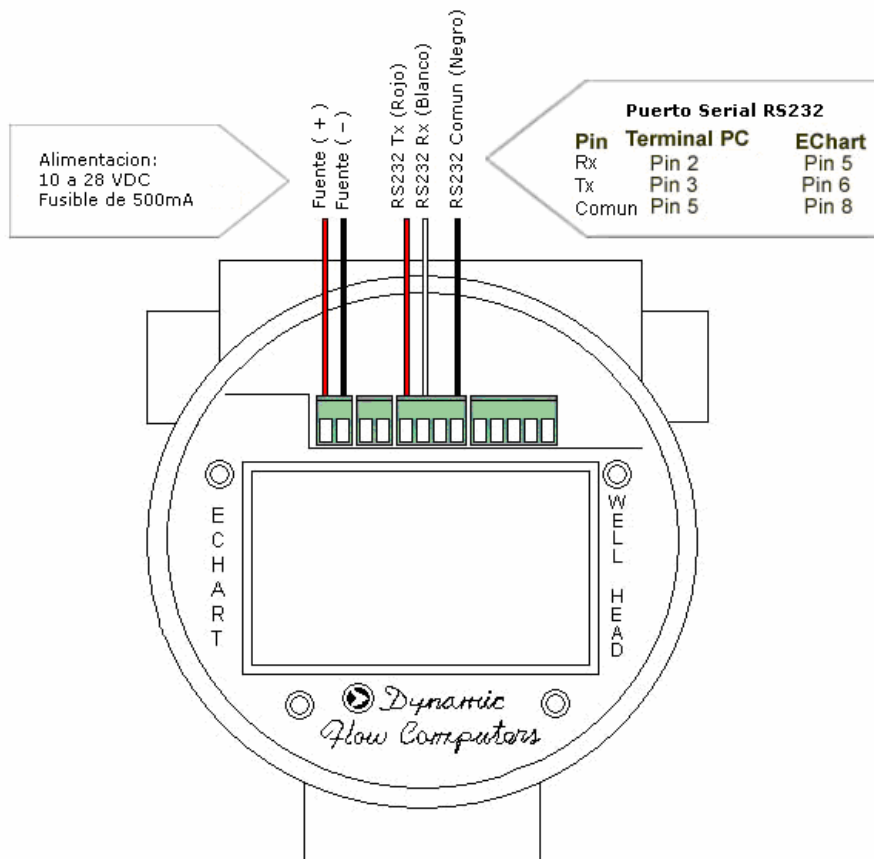 Alimentacion:
10 a 28 VDC
Fusible de 500mA
Fuente ( + )
Fuente ( - )
RS232 Tx (Rojo)
RS232 Rx (Blanco)
RS232 Comun (Negro)
Puerto Serial RS232
Pin Terminal PC EChart
Rx Pin 2 Pin 5
Tx Pin 3 Pin 6
Comun Pin 5 Pin 8
ECHART
WELL HEAD
Dynamic
Flow Computers